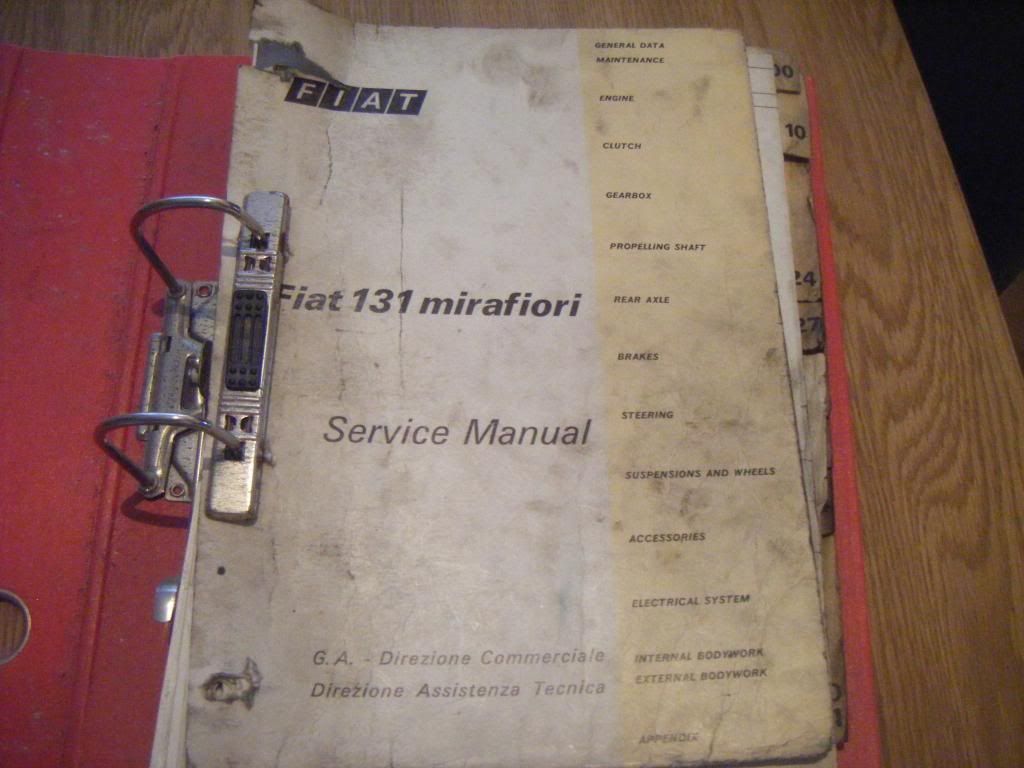 FIAT
Fiat 131 mirafiori
Service Manual
G.A. - Direzione Commerciale
Direzione Assistenza Tecnica
GENERAL DATA
MAINTENANCE
ENGINE
CLUTCH
GEARBOX
PROPELLING SHAFT
REAR AXLE
BRAKES
STEERING
SUSPENSIONS AND WHEELS
ACCESSORIES
ELECTRICAL SYSTEM
INTERNAL BODYWORK
EXTERNAL BODYWORK
APPENDIX
00
10
24
27